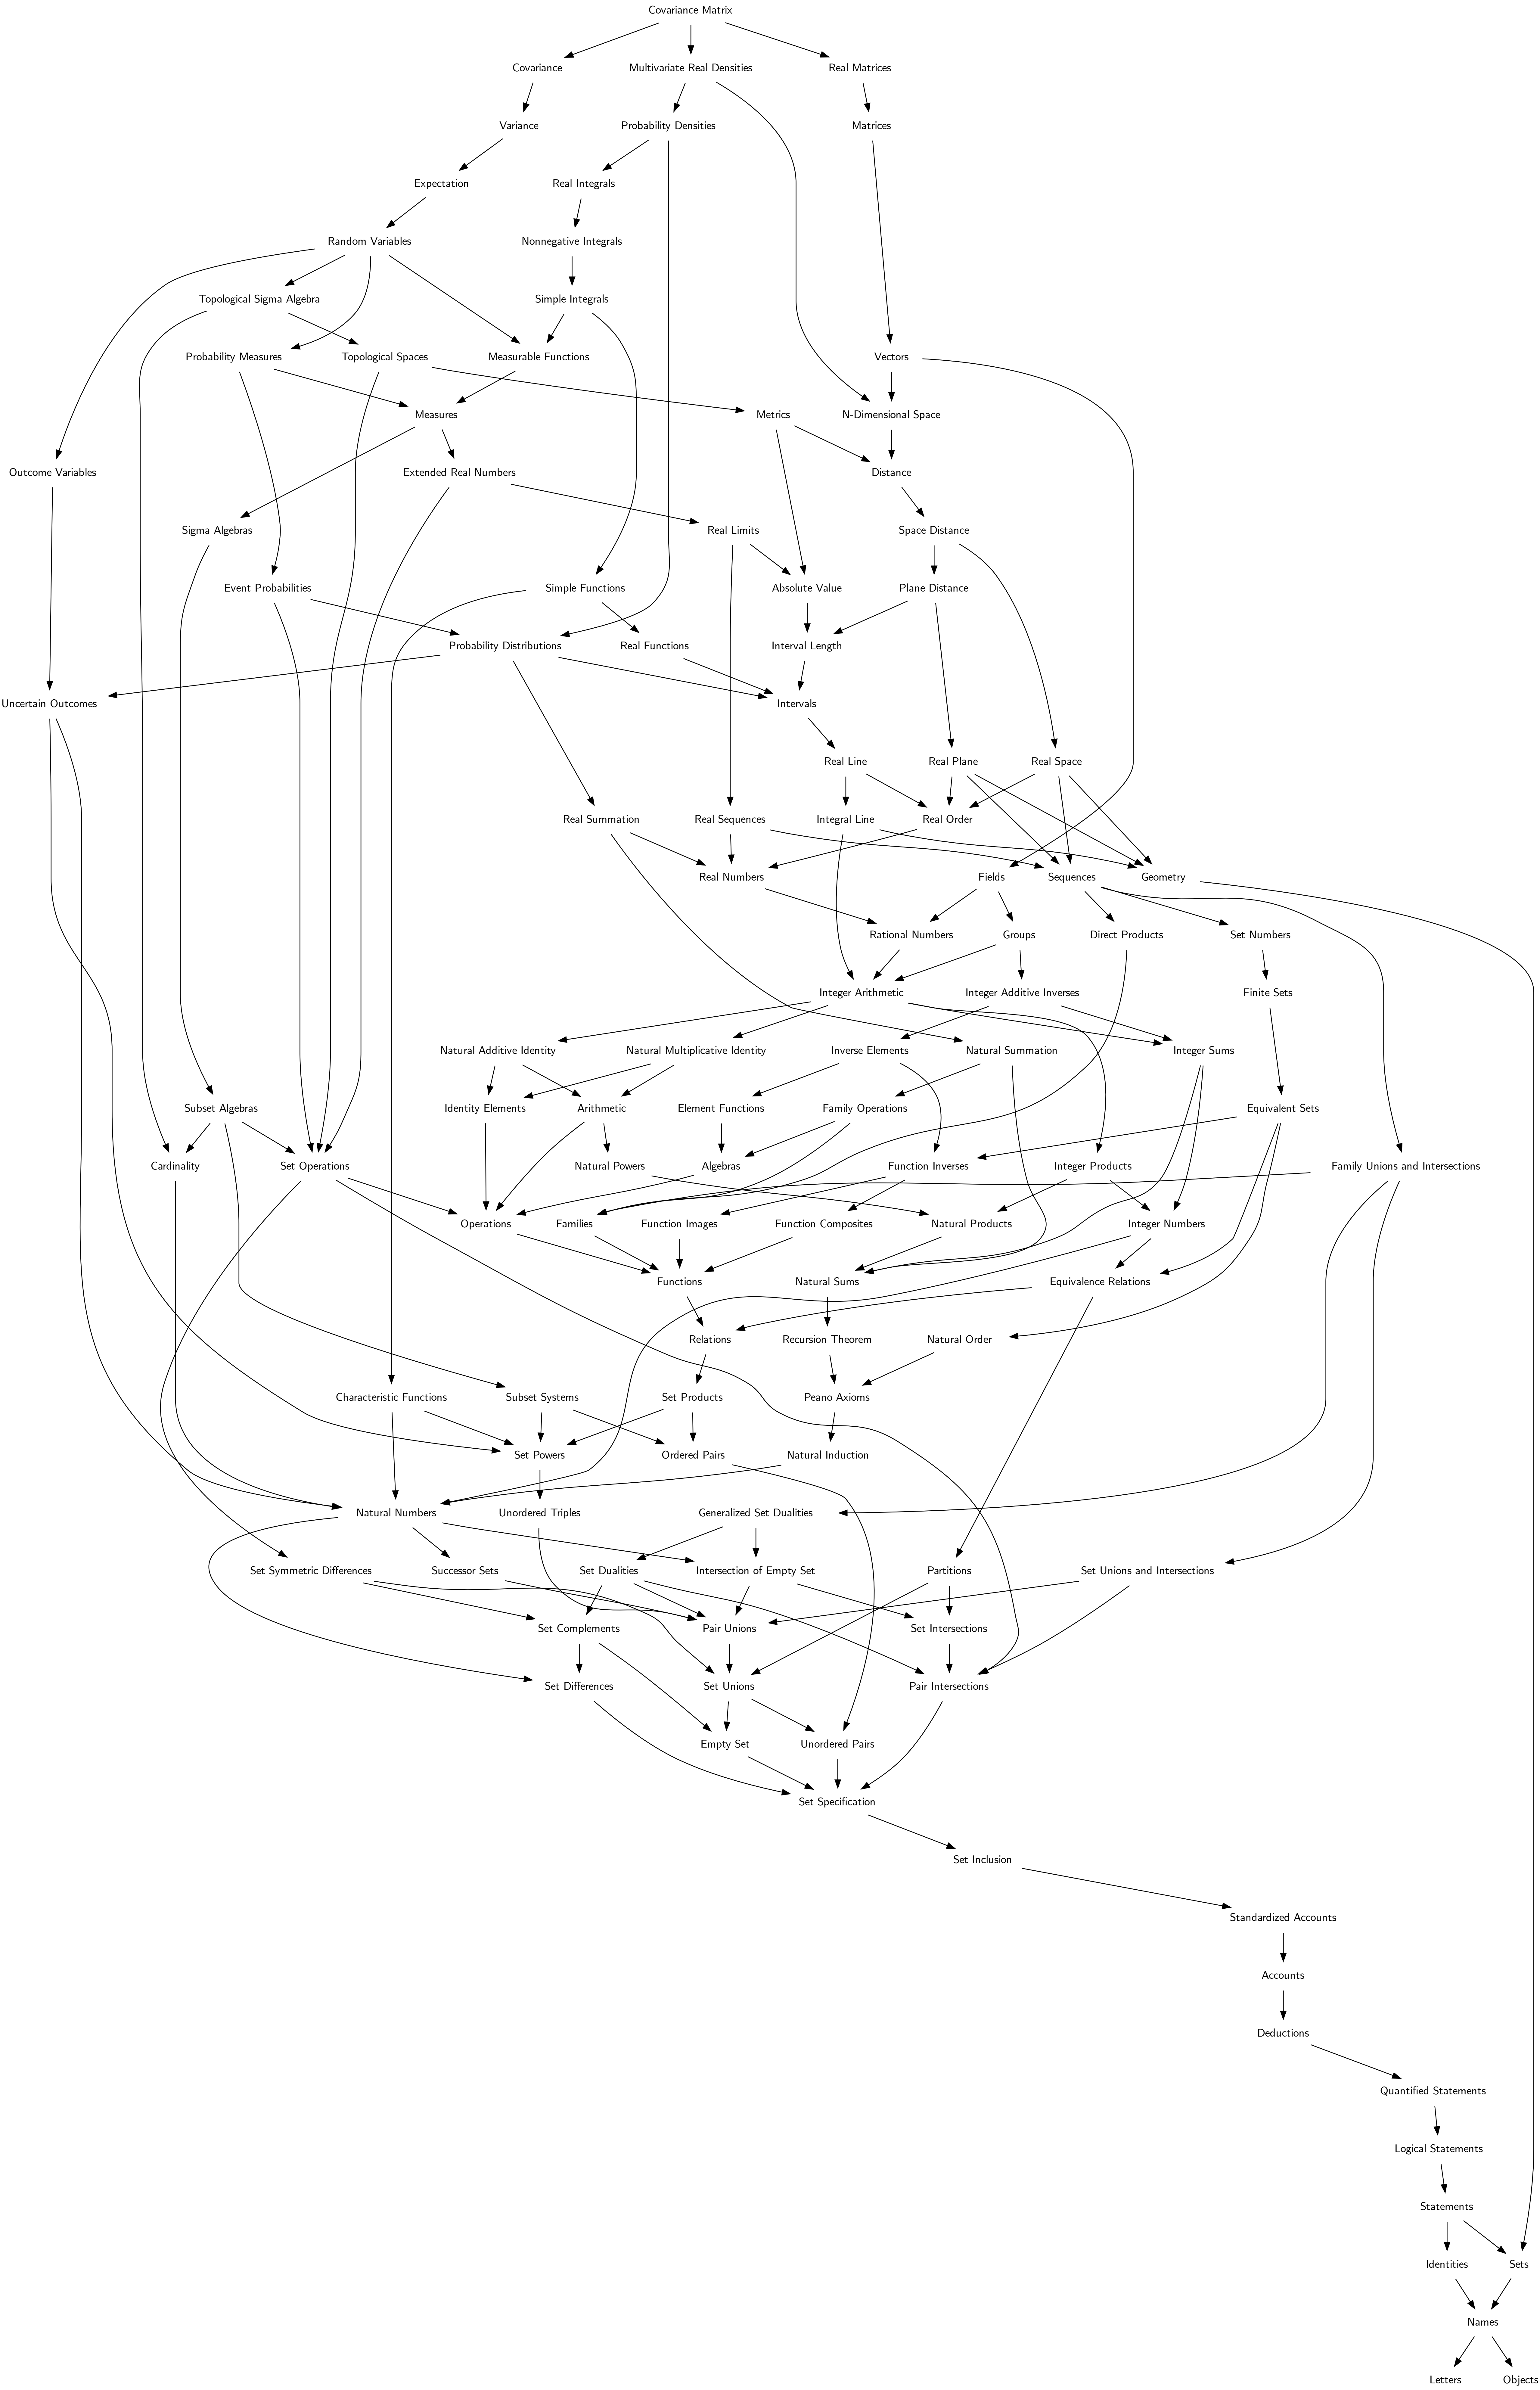 Covariance Matrix
Covariance
Multivariate Real Densities
Real Matrices
Variance
Probability Densities
Matrices
Expectation
Real Integrals
Random Variables
Nonnegative Integrals
Topological Sigma Algebra
Simple Integrals
Probability Measures
Topological Spaces
Measurable Functions
Vectors
Measures
Metrics
N-Dimensional Space
Outcome Variables
Extended Real Numbers
Distance
Sigma Algebras
Real Limits
Space Distance
Event Probabilities
Simple Functions
Absolute Value
Plane Distance
Probability Distributions
Real Functions
Interval Length
Uncertain Outcomes
Intervals
Real Line
Real Plane
Real Space
Real Summation
Real Sequences
Integral Line
Real Order
Real Numbers
Fields
Sequences
Geometry
Rational Numbers
Groups
Direct Products
Set Numbers
Integer Arithmetic
Integer Additive Inverses
Finite Sets
Natural Additive Identity
Natural Multiplicative Identity
Inverse Elements
Natural Summation
Integer Sums
Subset Algebras
Identity Elements
Arithmetic
Element Functions
Family Operations
Equivalent Sets
Cardinality
Set Operations
Natural Powers
Algebras
Function Inverses
Integer Products
Family Unions and Intersections
Operations
Families
Function Images
Function Composites
Natural Products
Integer Numbers
Functions
Natural Sums
Equivalence Relations
Relations
Recursion Theorem
Natural Order
Characteristic Functions
Subset Systems
Set Products
Peano Axioms
Set Powers
Ordered Pairs
Natural Induction
Natural Numbers
Unordered Triples
Generalized Set Dualities
Set Symmetric Differences
Successor Sets
Set Dualities
Intersection of Empty Set
Partitions
Set Unions and Intersections
Set Complements
Pair Unions
Set Intersections
Set Differences
Set Unions
Pair Intersections
Empty Set
Unordered Pairs
Set Specification
Set Inclusion
Standardized Accounts
Accounts
Deductions
Quantified Statements
Logical Statements
Statements
Identities
Sets
Names
Letters
Objects